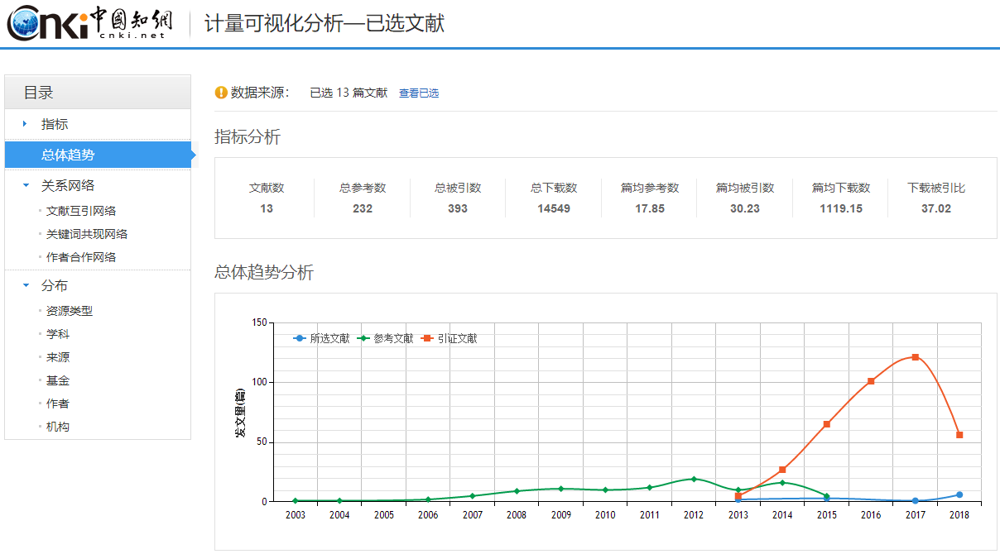 Cnki中國知網
cnki.net
计量可视化分析—已选文献
目录
指标
总体趋势
关系网络
文献互引网络
关键词共现网络
作者合作网络
分布
资源类型
学科
来源
基金
作者
机构
数据来源： 已选 13 篇文献 查看已选
指标分析
文献数 总参考数 总被引数 总下载数 篇均参考数 篇均被引数 篇均下载数 下载被引比
13 232 393 14549 17.85 30.23 1119.15 37.02
总体趋势分析
150
所选文献 参考文献 引证文献
100
发文量(篇)
50
0
2003 2004 2005 2006 2007 2008 2009 2010 2011 2012 2013 2014 2015 2016 2017 2018